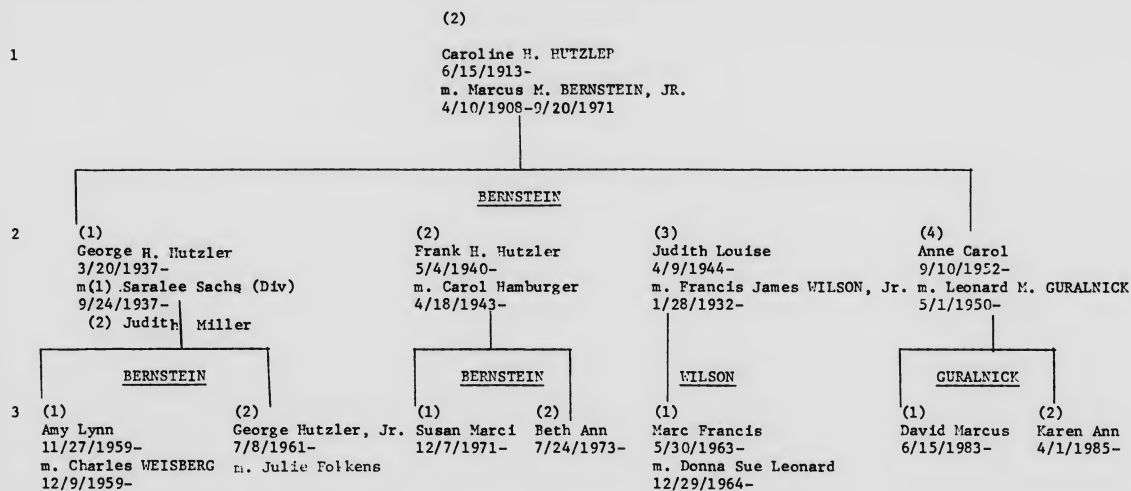 (2)
1
Caroline H. HUTZLEP
6/15/1913-
m. Marcus M. BERNSTEIN, JR.
4/10/1908-9/20/1971
BERNSTEIN
2
(1)
George H. Hutzler
3/20/1937-
m(1) .Saralee Sachs (Div)
9/24/1937-
(2) Judith Miller
(2)
Frank H. Hutzler
5/4/1940-
m. Carol Hamburger
4/18/1943-
(3)
Judith Louise
4/9/1944-
m. Francis James WILSON, Jr.
1/28/1932-
(4)
Anne Carol
9/10/1952-
m. Leonard M. GURALNICK
5/1/1950-
BERNSTEIN
BERNSTEIN
WILSON
GURALNICK
3
(1)
Amy Lynn
11/27/1959-
m. Charles WEISBERG
12/9/1959-
(2)
George Hutzler, Jr.
7/8/1961-
m. Julie Folkens
(1)
Susan Marci
12/7/1971-
(2)
Beth Ann
7/24/1973-
(1)
Marc Francis
5/30/1963-
m. Donna Sue Leonard
12/29/1964-
(1)
David Marcus
6/15/1983-
(2)
Karen Ann
4/1/1985-